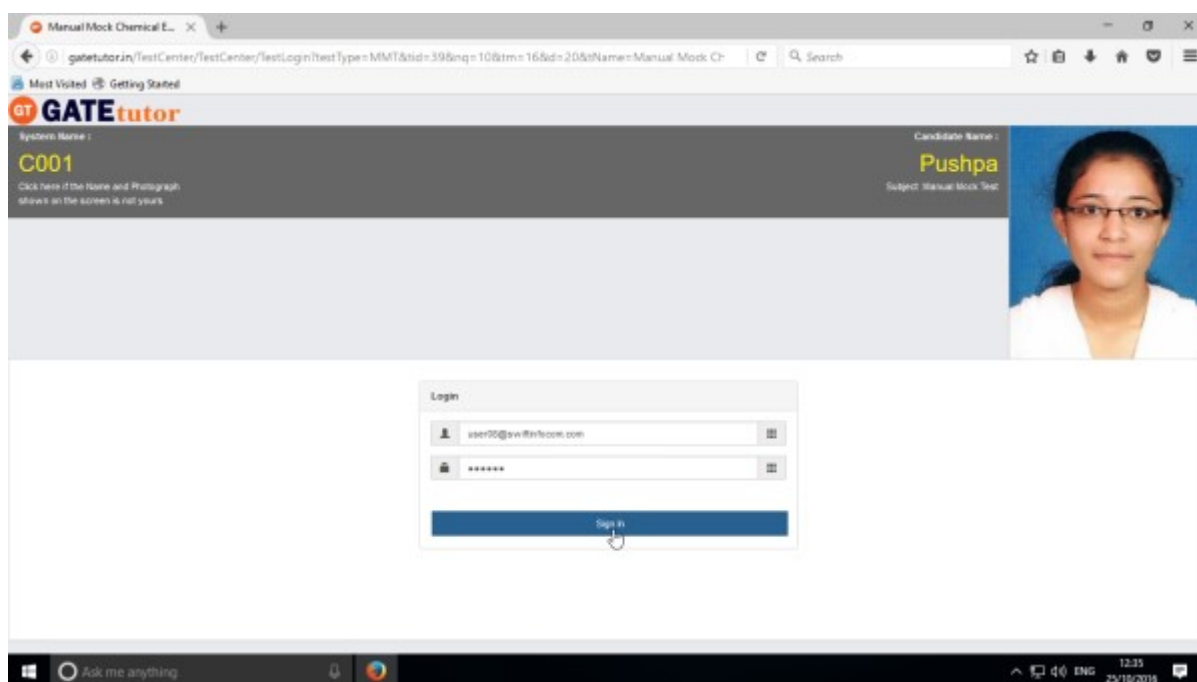 Manual Mock Chemical E...
gatetutor.in/TestCenter/TestCenter/TestLogin?testType=MMT&tid=39&nq=10&tm=16&id=20&tName=Manual Mock Ch
Search
Most Visited Getting Started
GT GATEtutor
System Name :
C001
Click here if the Name and Photograph
shown on the screen is not yours
Candidate Name :
Pushpa
Subject: Manual Mock Test
Login
user08@swiftinfocom.com
••••••
Sign in
Ask me anything
ENG
12:35
25/10/2016